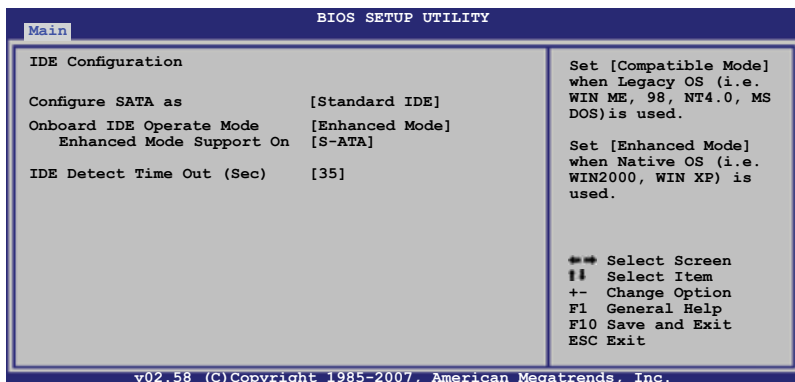 BIOS SETUP UTILITY
Main
IDE Configuration
Configure SATA as [Standard IDE]
Onboard IDE Operate Mode [Enhanced Mode]
Enhanced Mode Support On [S-ATA]
IDE Detect Time Out (Sec) [35]
Set [Compatible Mode]
when Legacy OS (i.e.
WIN ME, 98, NT4.0, MS
DOS)is used.
Set [Enhanced Mode]
when Native OS (i.e.
WIN2000, WIN XP) is
used.
Select Screen
Select Item
+- Change Option
F1 General Help
F10 Save and Exit
ESC Exit
v02.58 (C)Copyright 1985-2007, American Megatrends, Inc.